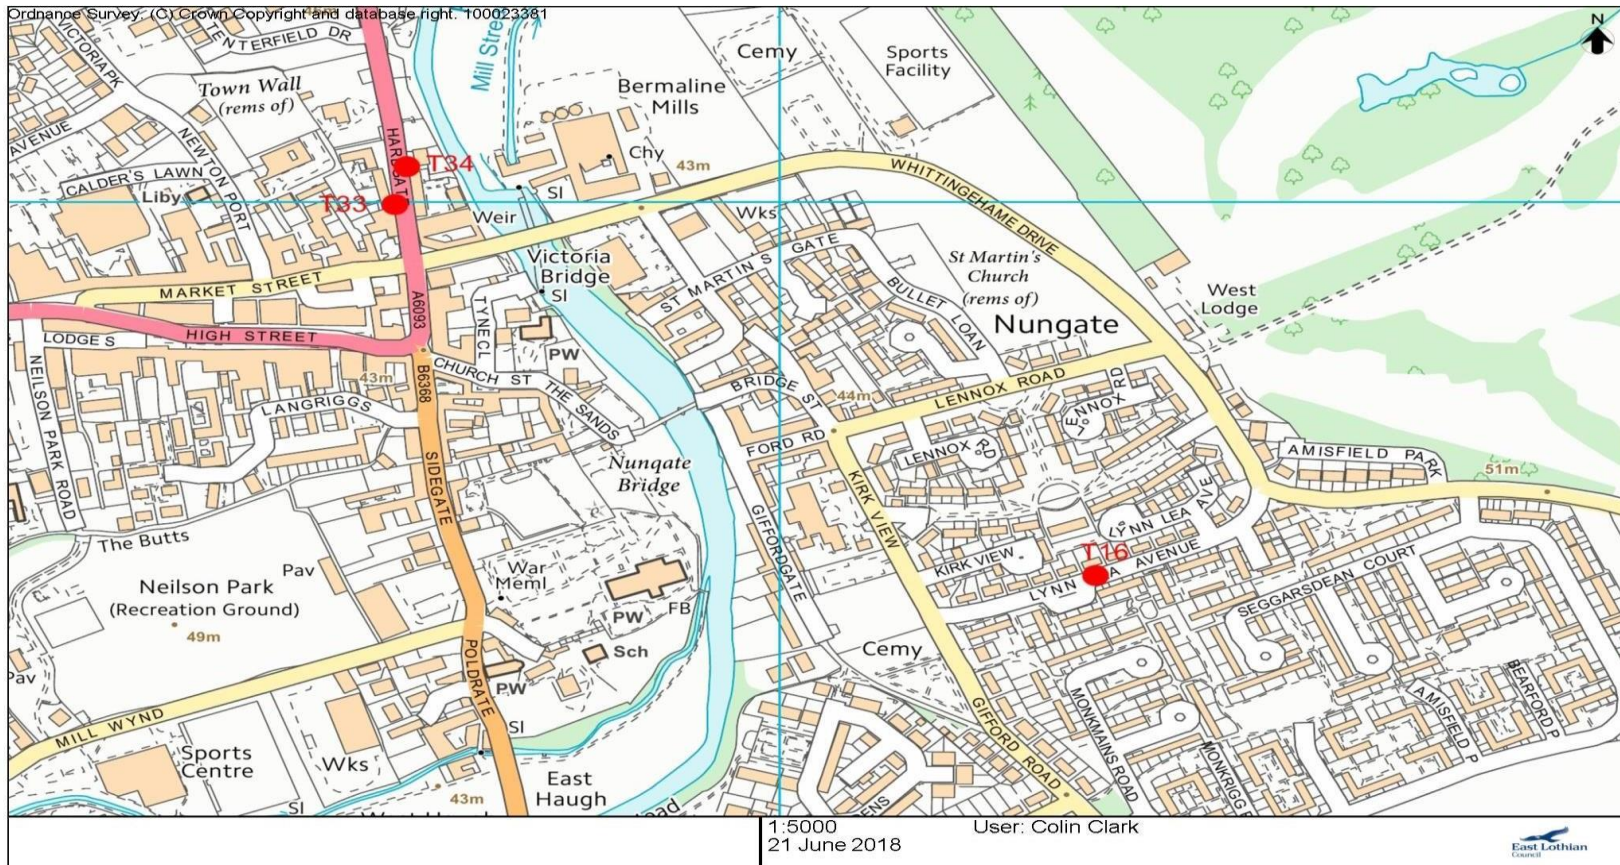 Ordnance Survey, (C) Crown Copyright and database right. 100023381
N
VICTORIA PK
TENTERFIELD DR
Mill Stre
Cemy
Sports
Facility
Town Wall
(rems of)
Bermaline
Mills
AVENUE
NEWTON PORT
HARDGATE
T34
Chy
43m
WHITTINGEHAME DRIVE
CALDER'S LAWN
Liby
T33
Weir
SI
Wks
MARKET STREET
Victoria
Bridge
SI
ST MARTIN'S GATE
BULLET LOAN
St Martin's
Church
(rems of)
West
Lodge
Nungate
A6093
TYNECL
LODGE S
HIGH STREET
PW
NEILSON PARK ROAD
43m
B6368
CHURCH ST
THE SANDS
BRIDGE ST
44m
LENNOX ROAD
LENNOX RD
LANGRIGGS
FORD RD
LENNOX RD
AMISFIELD PARK
51m
SIDEGATE
Nungate
Bridge
GIFFORDGATE
KIRK VIEW
LYNN LEA AVE
The Butts
T16
KIRK VIEW
LYNN
A AVENUE
SEGGARSDEAN COURT
Neilson Park
(Recreation Ground)
49m
Pav
War
Meml
PW
FB
Pav
Sch
Cemy
PW
POLDRATE
MILL WYND
SI
GIFFORD ROAD
MONKMAINS ROAD
MONKRIGG
AMISFIELD P
BEARFORD P
Sports
Centre
Wks
SI
43m
East
Haugh
ENS
1:5000
User: Colin Clark
21 June 2018
East Lothian
Council